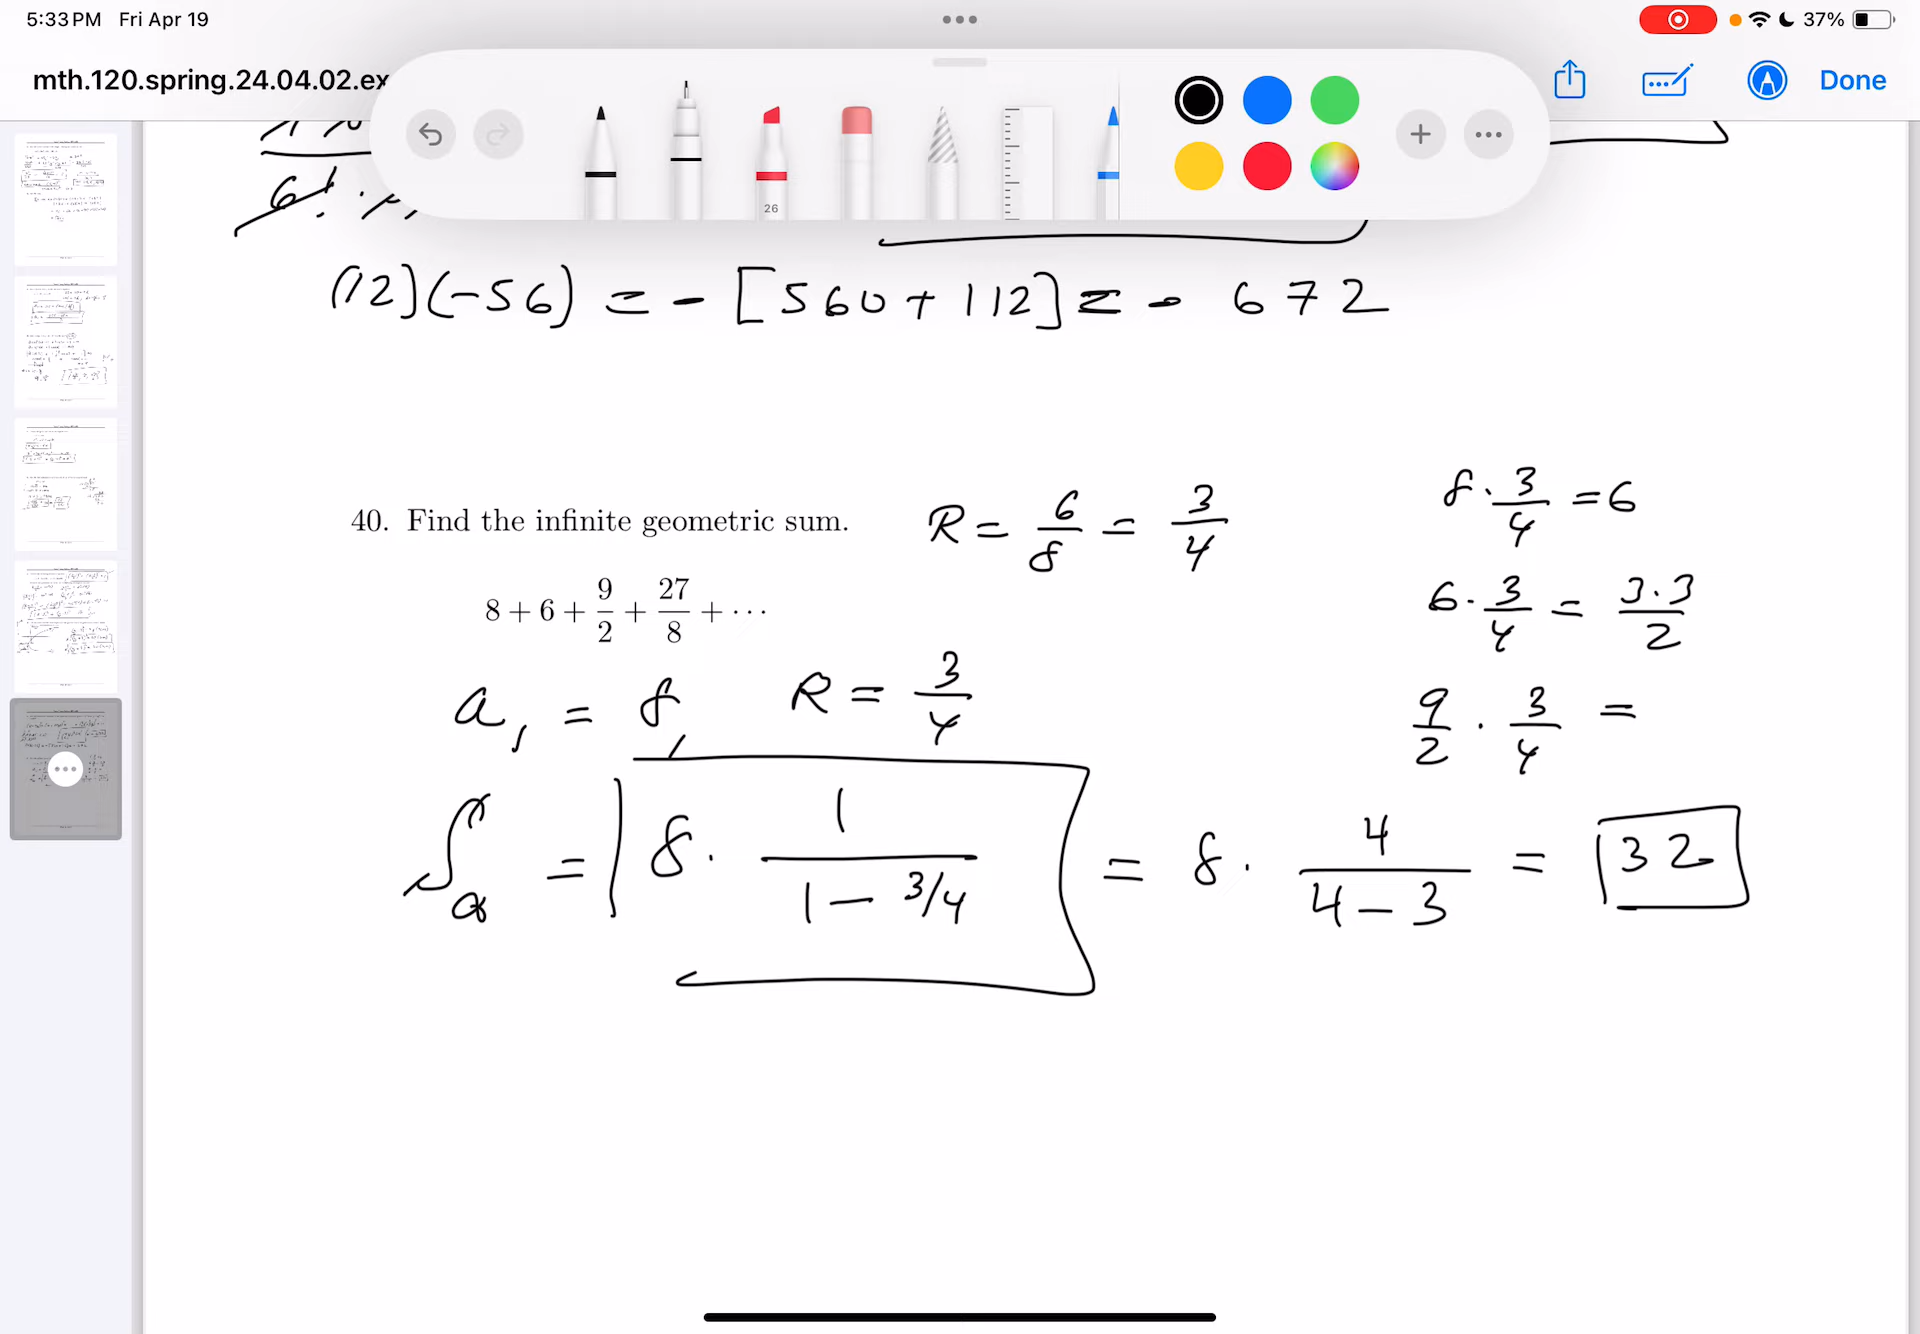 5:33 PM Fri Apr 19
37%
mth.120.spring.24.04.02.ex
Done
26
6! ·
(12)(-56) = - [560 + 112] = - 672
40. Find the infinite geometric sum.
R = 6/8 = 3/4
8 · 3/4 = 6
8 + 6 + 9/2 + 27/8 + ···
6 · 3/4 = 3·3/2
a₁ = 8, R = 3/4
9/2 · 3/4 =
S∞ = 8 · 1/(1 - 3/4) = 8 · 4/(4 - 3) = 32